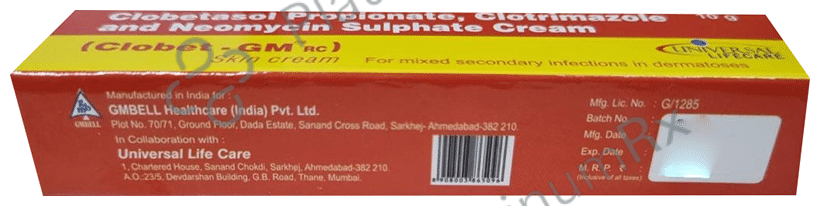 Clobetasol Propionate, Clotrimazole 10 g
and Neomycin Sulphate Cream
(Clobet - GM RC)
Skin cream
For mixed secondary infections in dermatoses
UNIVERSAL
LIFECARE
Manufactured in India for :
GMBELL Healthcare (India) Pvt. Ltd.
Plot No. 70/71, Ground Floor, Dada Estate, Sanand Cross Road, Sarkhej- Ahmedabad-382 210.
GMBELL
In Collaboration with :
Universal Life Care
1, Chartered House, Sanand Chokdi, Sarkhej, Ahmedabad-382 210.
A.O.:23/5, Devdarshan Building, G.B. Road, Thane, Mumbai.
8 908003 863096
Mfg. Lic. No. : G/1285
Batch No. :
Mfg. Date :
Exp. Date :
M. R. P. ₹ :
(Inclusive of all taxes)